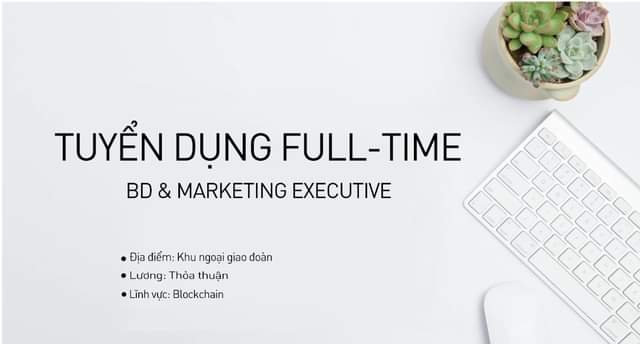 TUYỂN DỤNG FULL-TIME
BD & MARKETING EXECUTIVE
• Địa điểm: Khu ngoại giao đoàn
• Lương: Thỏa thuận
• Lĩnh vực: Blockchain